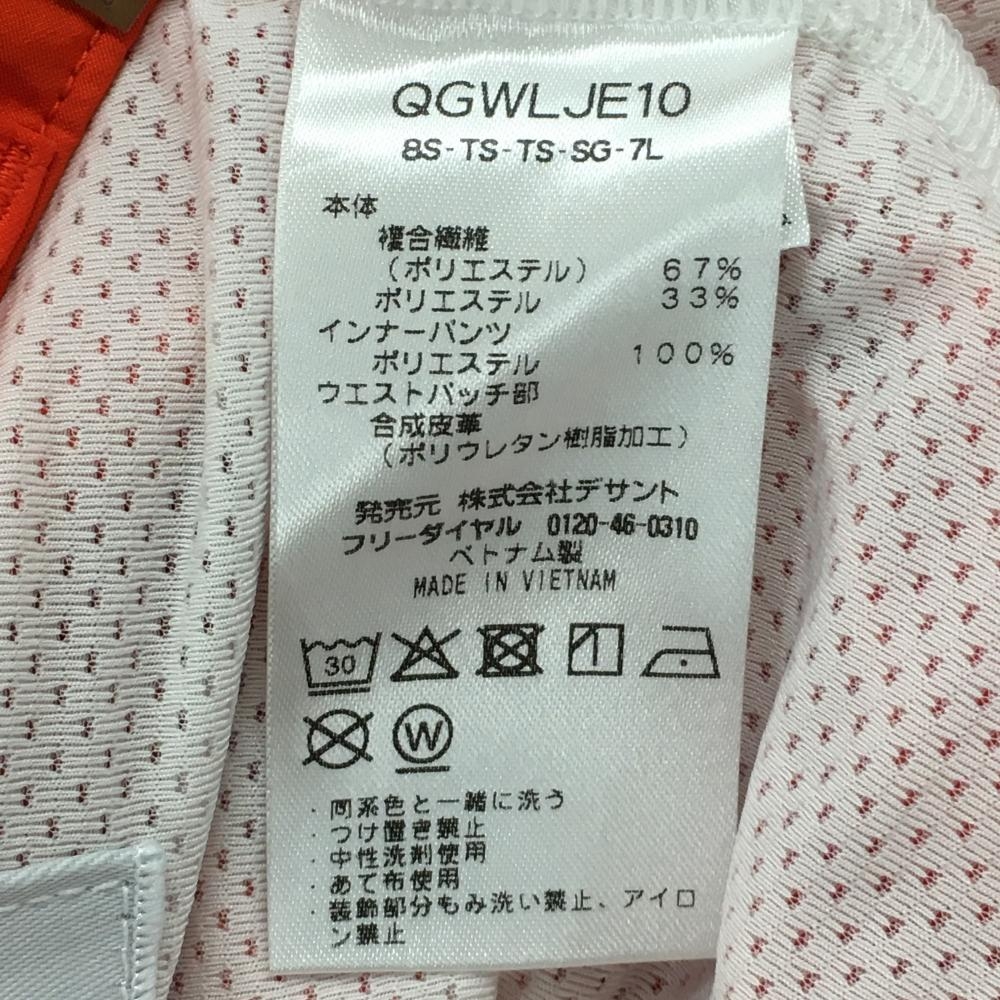 QGWLJE10
8S-TS-TS-SG-7L
本体
複合繊維
（ポリエステル） 67%
ポリエステル 33%
インナーパンツ
ポリエステル 100%
ウエストパッチ部
合成皮革
（ポリウレタン樹脂加工）
発売元 株式会社デサント
フリーダイヤル 0120-46-0310
ベトナム製
MADE IN VIETNAM
30
W
・同系色と一緒に洗う
・つけ置き禁止
・中性洗剤使用
・あて布使用
・装飾部分もみ洗い禁止、アイロ
ン禁止